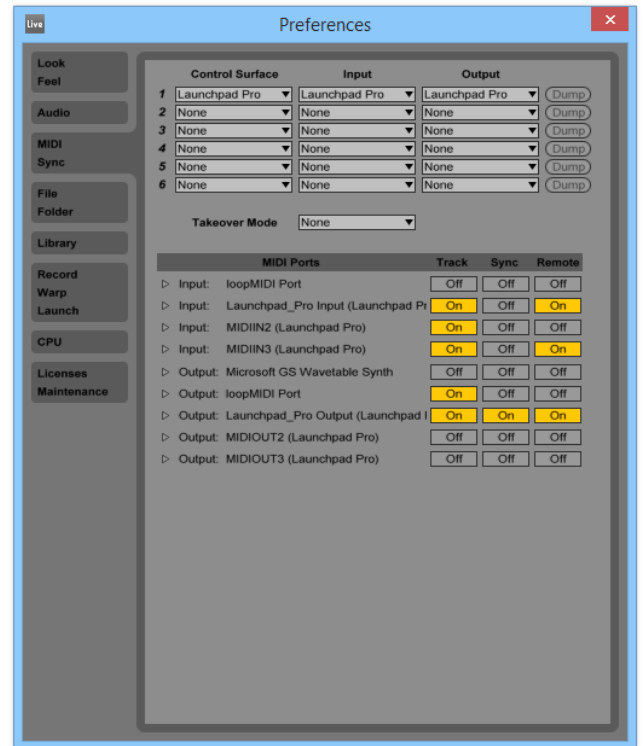 Live Preferences ×
Look
Feel
Audio
MIDI
Sync
File
Folder
Library
Record
Warp
Launch
CPU
Licenses
Maintenance
Control Surface Input Output
1 Launchpad Pro Launchpad Pro Launchpad Pro Dump
2 None None None Dump
3 None None None Dump
4 None None None Dump
5 None None None Dump
6 None None None Dump
Takeover Mode None
MIDI Ports Track Sync Remote
Input: loopMIDI Port Off Off Off
Input: Launchpad_Pro Input (Launchpad Pr On Off On
Input: MIDIIN2 (Launchpad Pro) On Off Off
Input: MIDIIN3 (Launchpad Pro) On Off On
Output: Microsoft GS Wavetable Synth Off Off Off
Output: loopMIDI Port On Off Off
Output: Launchpad_Pro Output (Launchpad On On On
Output: MIDIOUT2 (Launchpad Pro) Off Off Off
Output: MIDIOUT3 (Launchpad Pro) Off Off Off